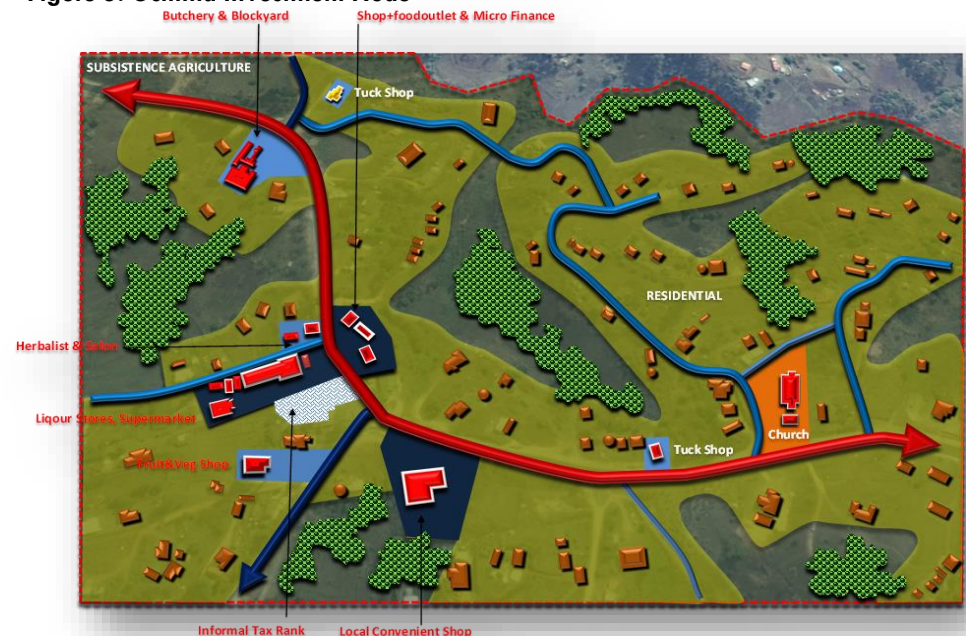 Butchery & Blockyard
Shop+foodoutlet & Micro Finance
SUBSISTENCE AGRICULTURE
Tuck Shop
RESIDENTIAL
Herbalist &
Liqour Stores, Supermarket
Church
Tuck Shop
Fruit&Veg Shop
Informal Tax Rank
Local Convenient Shop